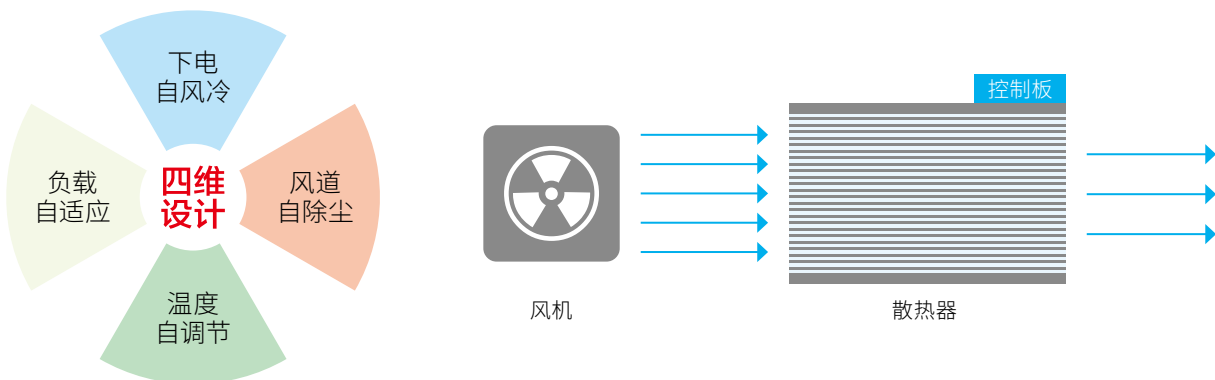 下电
自风冷
负载
自适应
四维
设计
风道
自除尘
温度
自调节
控制板
风机
散热器